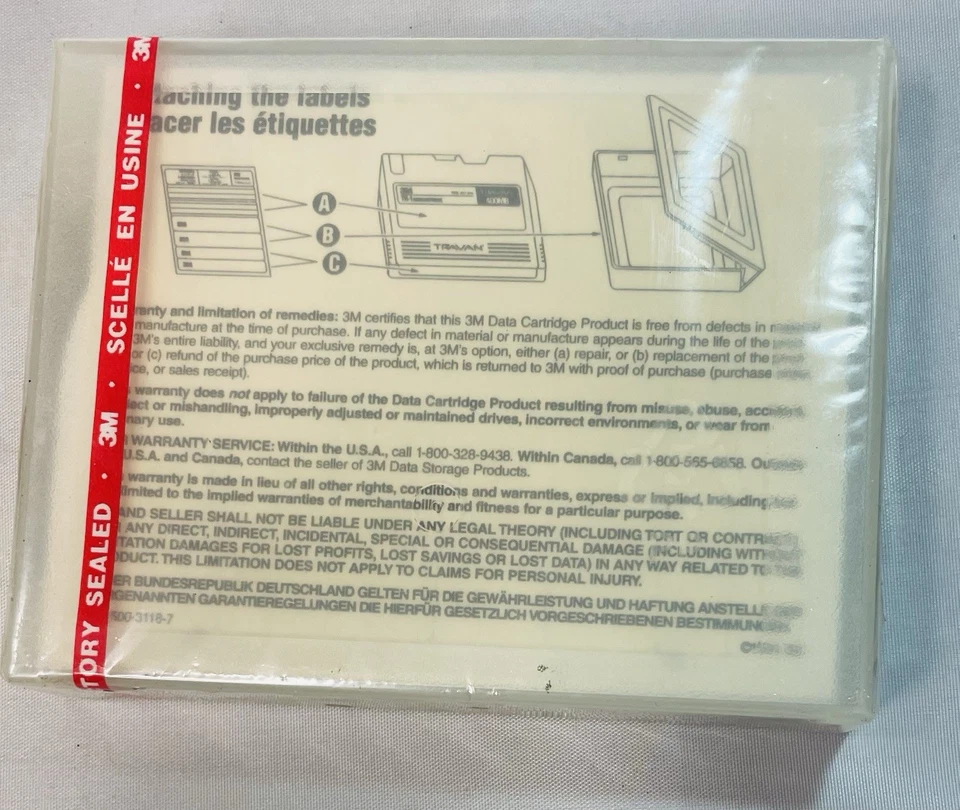 TORY SEALED · 3M · SCELLÉ EN USINE · 3M
taching the labels
acer les étiquettes
A
B
C
TRAVAN
ranty and limitation of remedies: 3M certifies that this 3M Data Cartridge Product is free from defects in
manufacture at the time of purchase. If any defect in material or manufacture appears during the life of the
3M's entire liability, and your exclusive remedy is, at 3M's option, either (a) repair, or (b) replacement of the
or (c) refund of the purchase price of the product, which is returned to 3M with proof of purchase (purchase
ice, or sales receipt).
warranty does not apply to failure of the Data Cartridge Product resulting from misuse, abuse,
lect or mishandling, improperly adjusted or maintained drives, incorrect environments, or wear from
nary use.
WARRANTY SERVICE: Within the U.S.A., call 1-800-328-9438. Within Canada, call
U.S.A. and Canada, contact the seller of 3M Data Storage Products.
warranty is made in lieu of all other rights, conditions and warranties, express or implied, including,
limited to the implied warranties of merchantability and fitness for a particular purpose.
AND SELLER SHALL NOT BE LIABLE UNDER ANY LEGAL THEORY (INCLUDING TORT OR
ANY DIRECT, INDIRECT, INCIDENTAL, SPECIAL OR CONSEQUENTIAL DAMAGE (INCLUDING
TATION DAMAGES FOR LOST PROFITS, LOST SAVINGS OR LOST DATA) IN ANY WAY RELATED TO
DUCT. THIS LIMITATION DOES NOT APPLY TO CLAIMS FOR PERSONAL INJURY.
ER BUNDESREPUBLIK DEUTSCHLAND GELTEN FÜR DIE GEWÄHRLEISTUNG UND HAFTUNG
GENANNTEN GARANTIEREGELUNGEN DIE HIERFÜR GESETZLICH VORGESCHRIEBENEN
500-3116-7